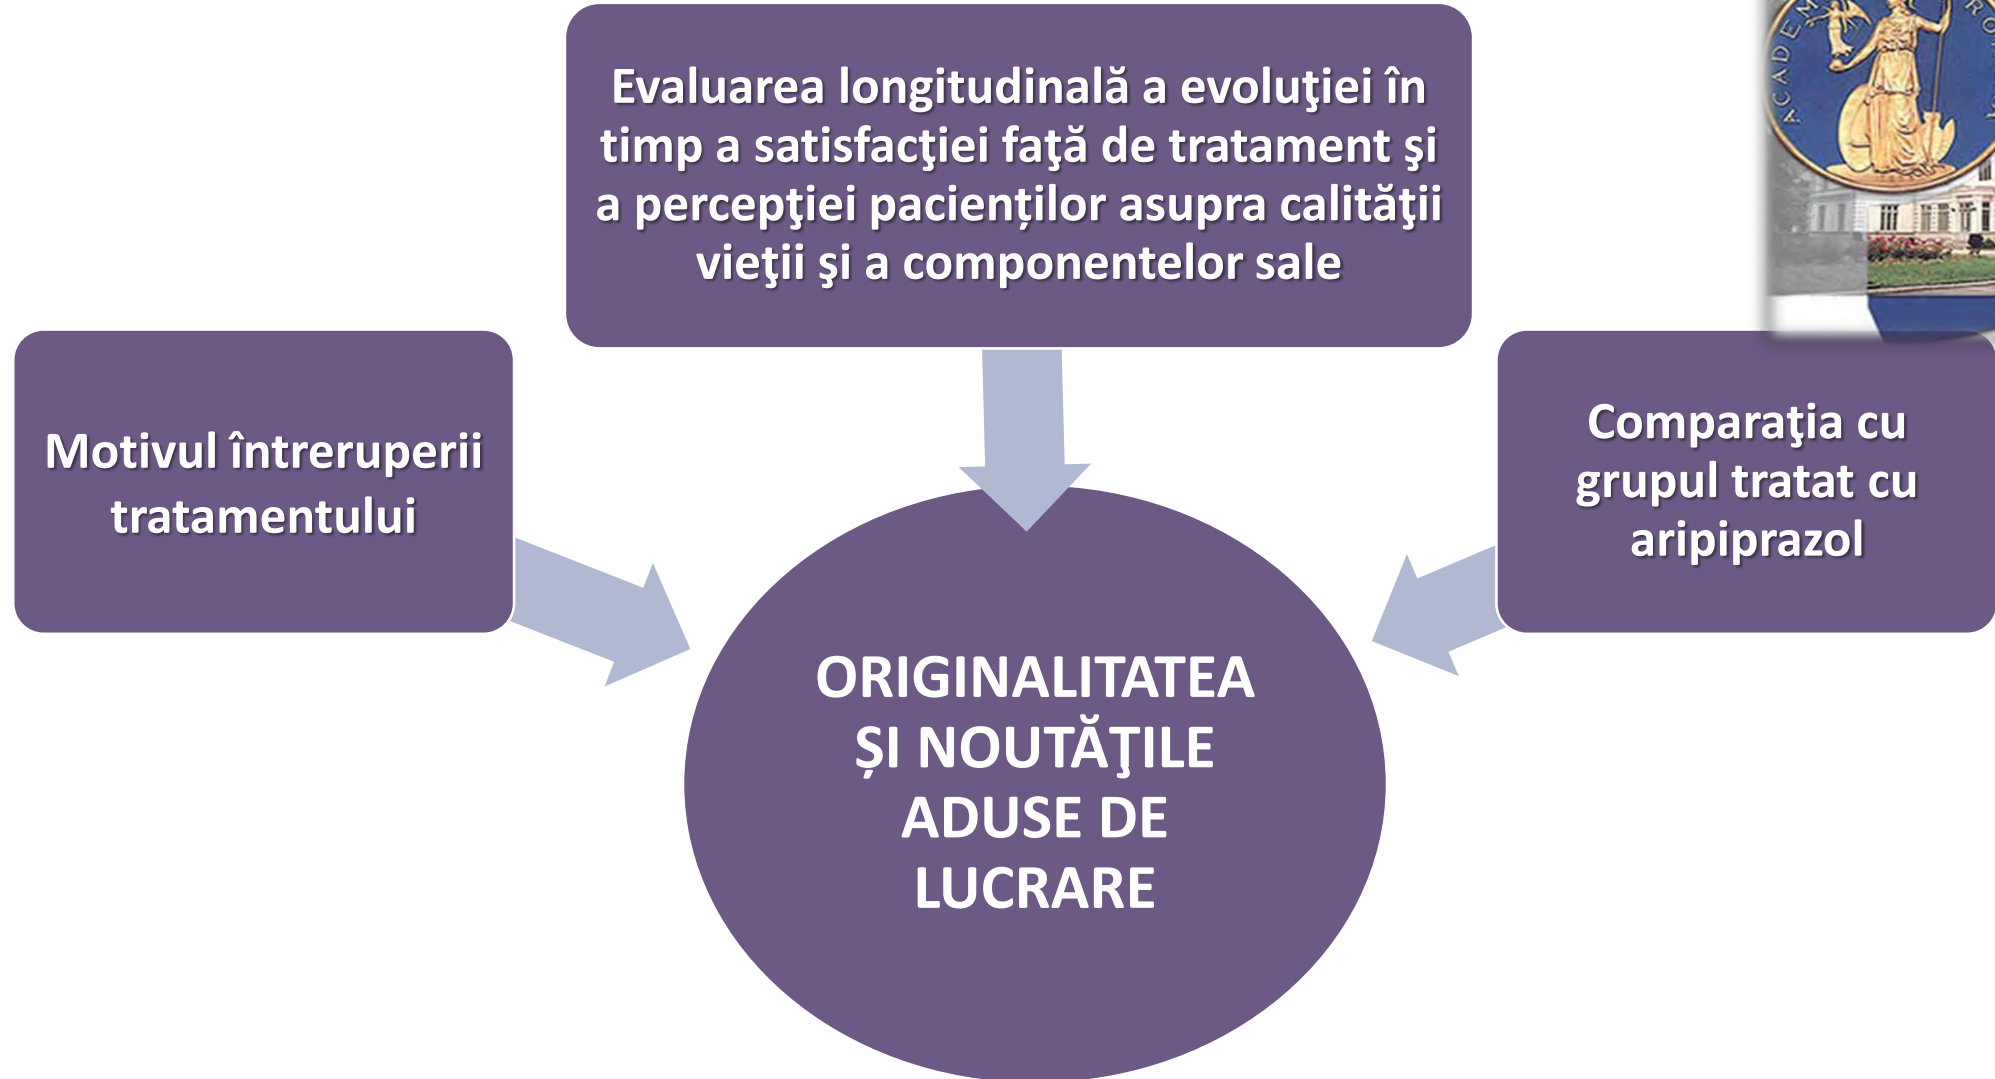 Evaluarea longitudinală a evoluţiei în
timp a satisfacţiei faţă de tratament şi
a percepţiei pacienților asupra calităţii
vieţii şi a componentelor sale
Motivul întreruperii
tratamentului
Comparaţia cu
grupul tratat cu
aripiprazol
ORIGINALITATEA
ȘI NOUTĂŢILE
ADUSE DE
LUCRARE